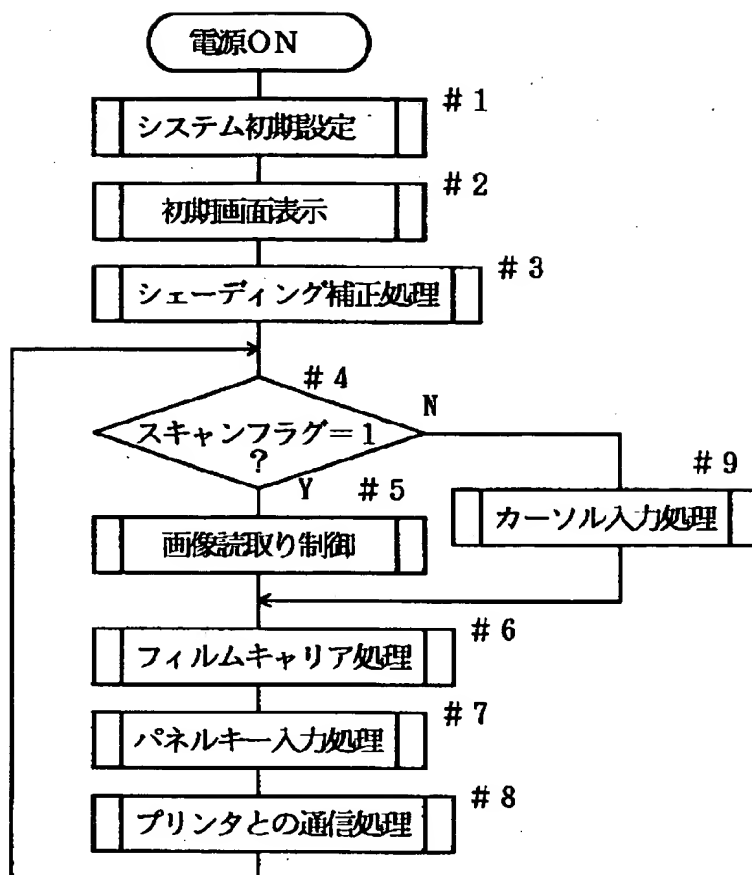 電源ON
#1
システム初期設定
#2
初期画面表示
#3
シェーディング補正処理
#4
スキャンフラグ=1
?
N
Y
#5
画像読取り制御
#9
カーソル入力処理
#6
フィルムキャリア処理
#7
パネルキー入力処理
#8
プリンタとの通信処理